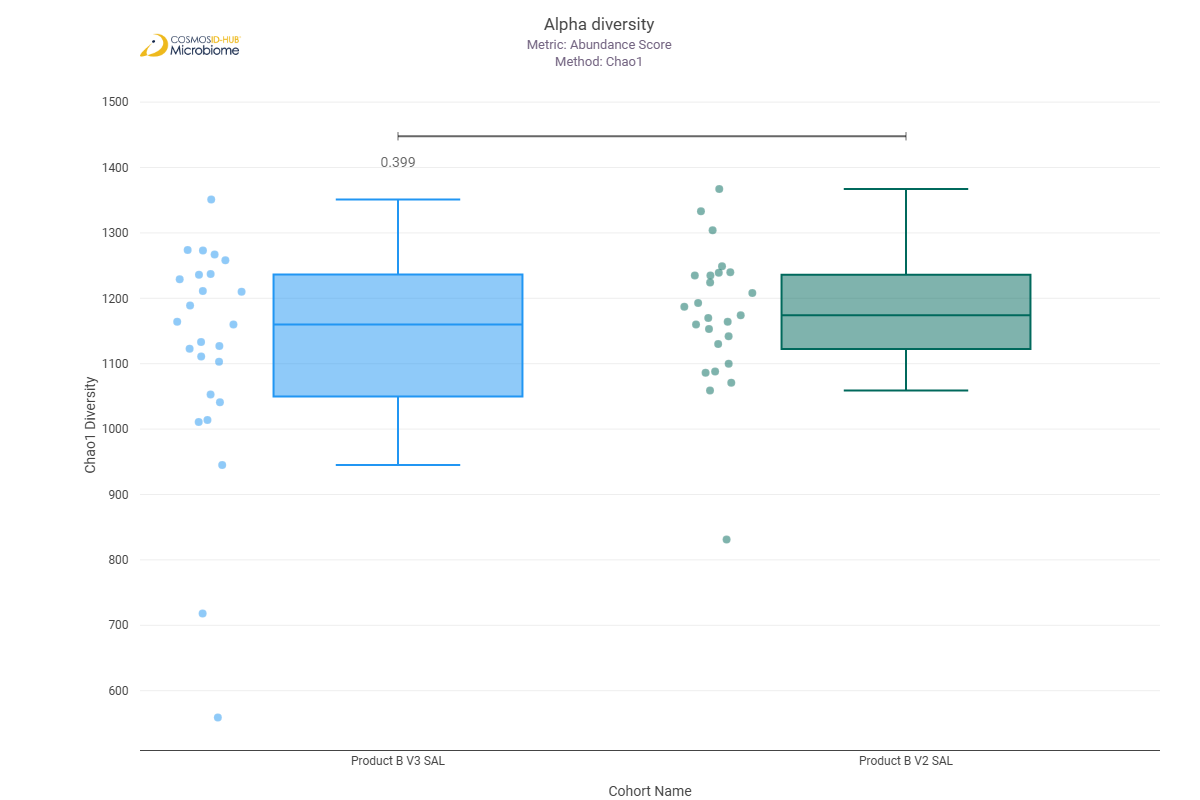 Alpha diversity
Metric: Abundance Score
Method: Chao1
COSMOSID-HUB
Microbiome
1500
1400
1300
1200
1100
1000
900
800
700
600
0.399
Chao1 Diversity
Product B V3 SAL
Product B V2 SAL
Cohort Name